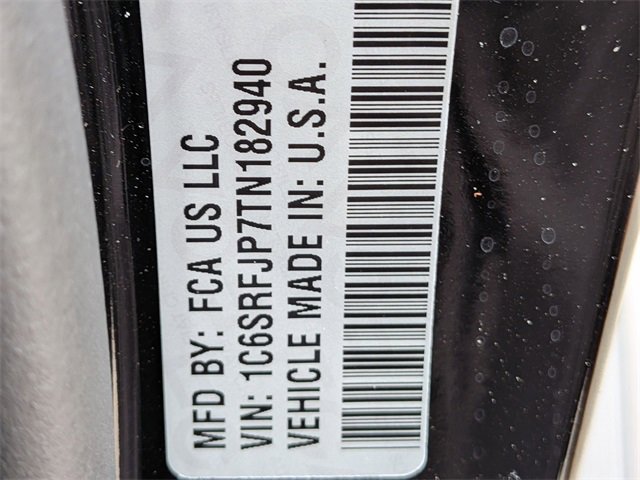 MFD BY: FCA US LLC
VIN: 1C6SRFJP7TN182940
VEHICLE MADE IN: U.S.A.